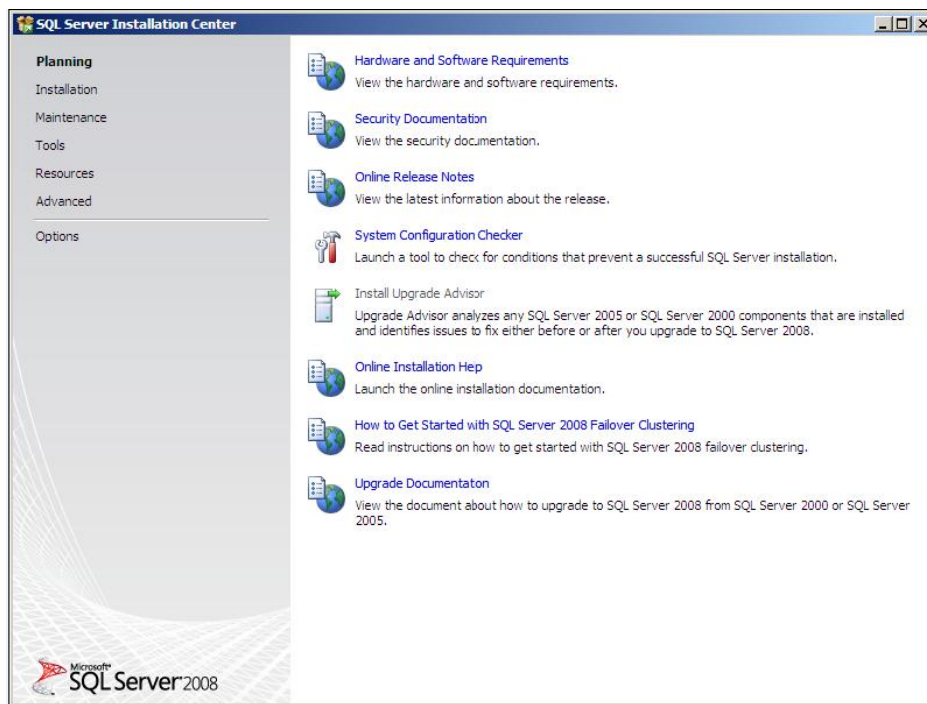 SQL Server Installation Center
Planning
Installation
Maintenance
Tools
Resources
Advanced
Options
Hardware and Software Requirements
View the hardware and software requirements.
Security Documentation
View the security documentation.
Online Release Notes
View the latest information about the release.
System Configuration Checker
Launch a tool to check for conditions that prevent a successful SQL Server installation.
Install Upgrade Advisor
Upgrade Advisor analyzes any SQL Server 2005 or SQL Server 2000 components that are installed
and identifies issues to fix either before or after you upgrade to SQL Server 2008.
Online Installation Help
Launch the online installation documentation.
How to Get Started with SQL Server 2008 Failover Clustering
Read instructions on how to get started with SQL Server 2008 failover clustering.
Upgrade Documentation
View the document about how to upgrade to SQL Server 2008 from SQL Server 2000 or SQL Server
2005.
Microsoft®
SQL Server 2008